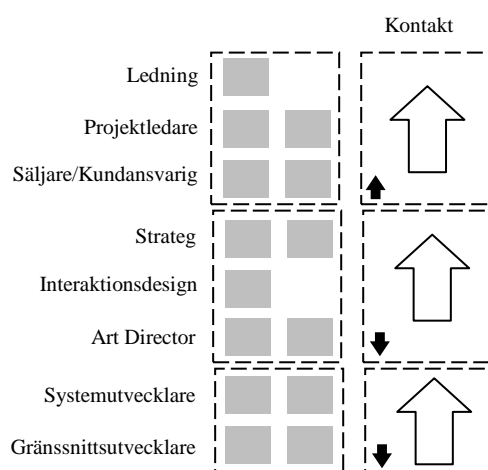 Kontakt
Ledning
Projektledare
Säljare/Kundansvarig
Strateg
Interaktionsdesign
Art Director
Systemutvecklare
Gränssnittsutvecklare